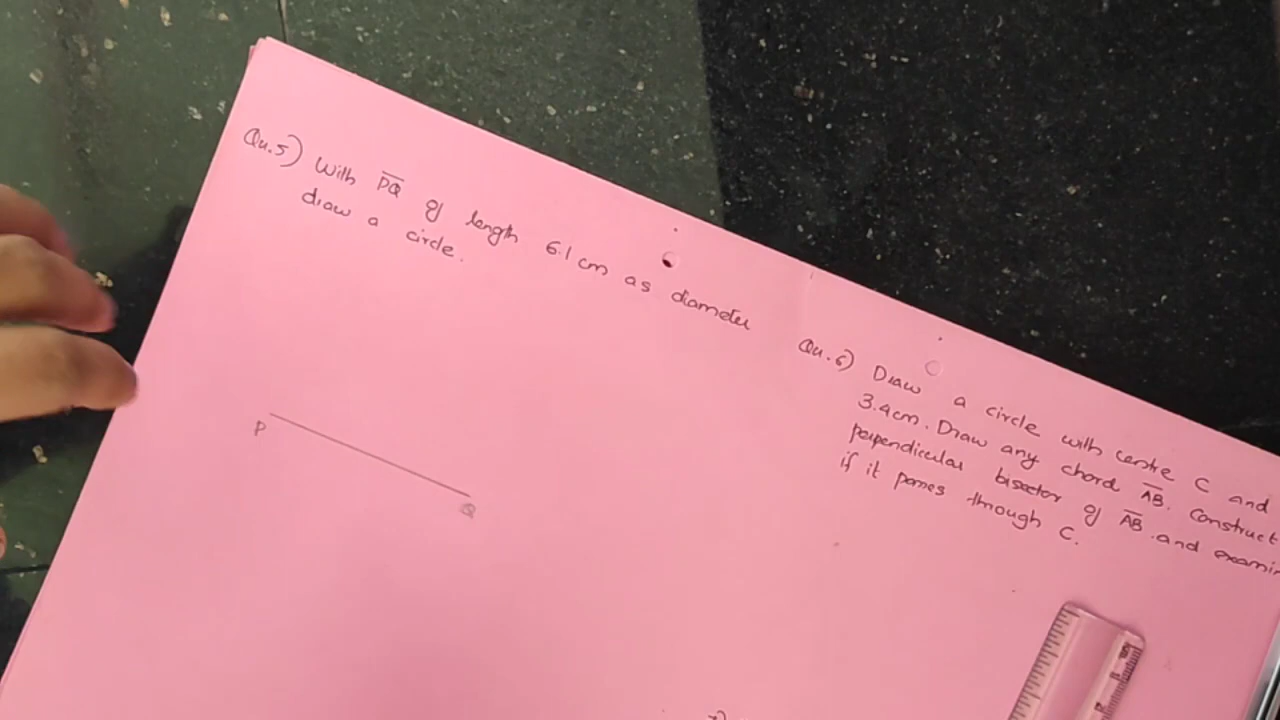 Qu.5) With PQ of length 6.1 cm as diameter
draw a circle.
P
Q
Qu.6) Draw a circle with centre C and
3.4cm. Draw any chord AB. Construct
perpendicular bisector of AB and
if it passes through C.